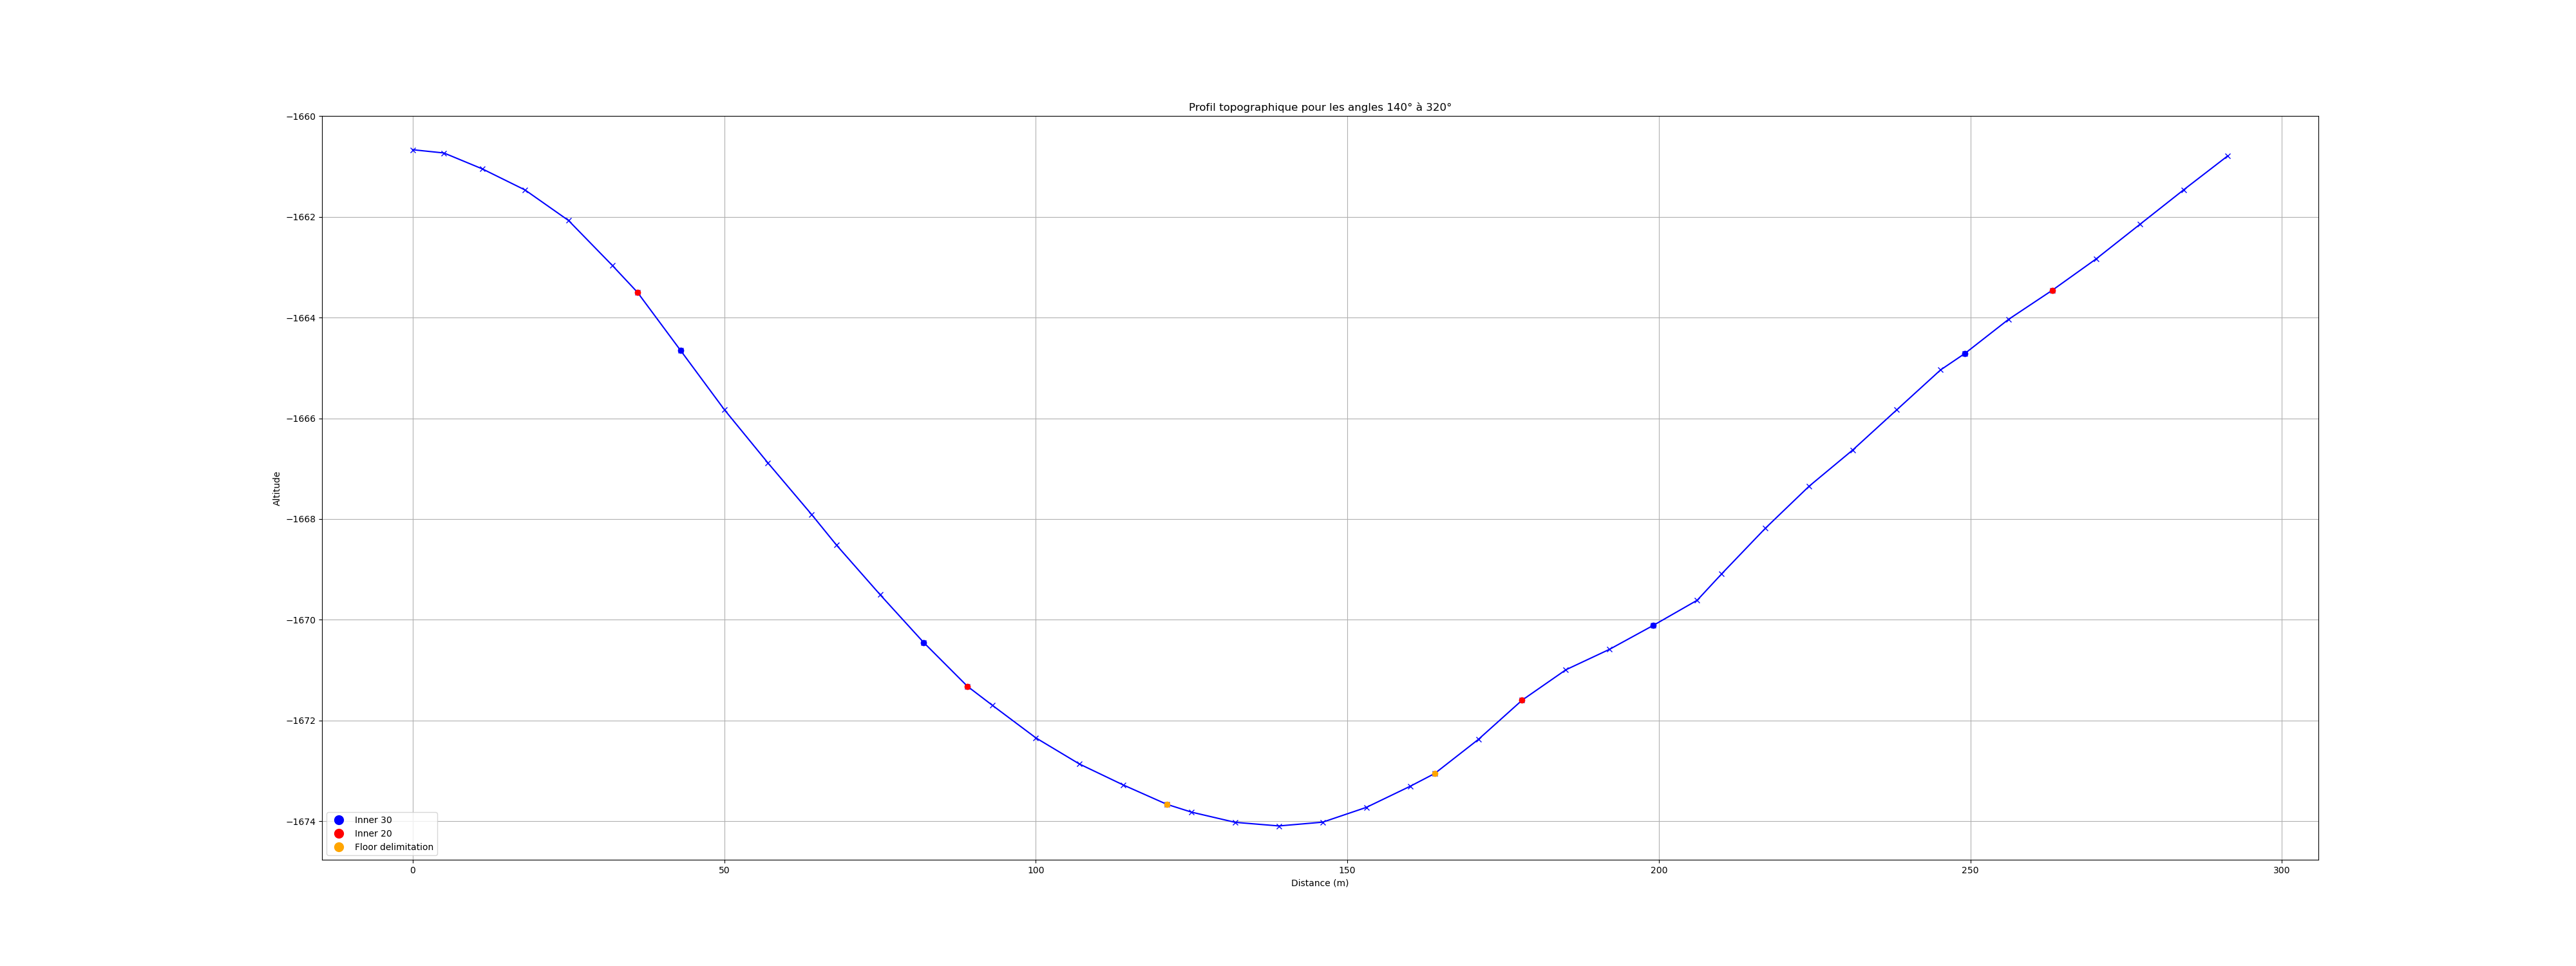 Profil topographique pour les angles 140° à 320°
−1660
−1662
−1664
−1666
−1668
−1670
−1672
−1674
Altitude
Inner 30
Inner 20
Floor delimitation
0 50 100 150 200 250 300
Distance (m)